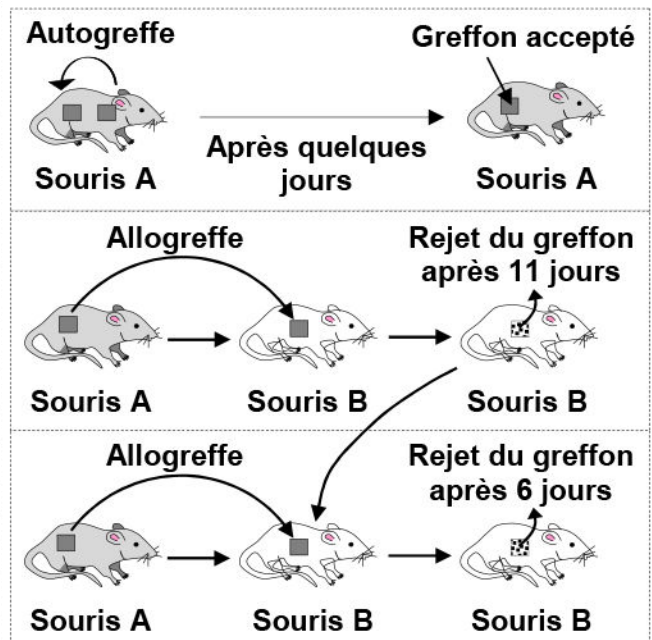 Autogreffe
Greffon accepté
Après quelques
jours
Souris A
Souris A
Allogreffe
Rejet du greffon
après 11 jours
Souris A
Souris B
Souris B
Allogreffe
Rejet du greffon
après 6 jours
Souris A
Souris B
Souris B